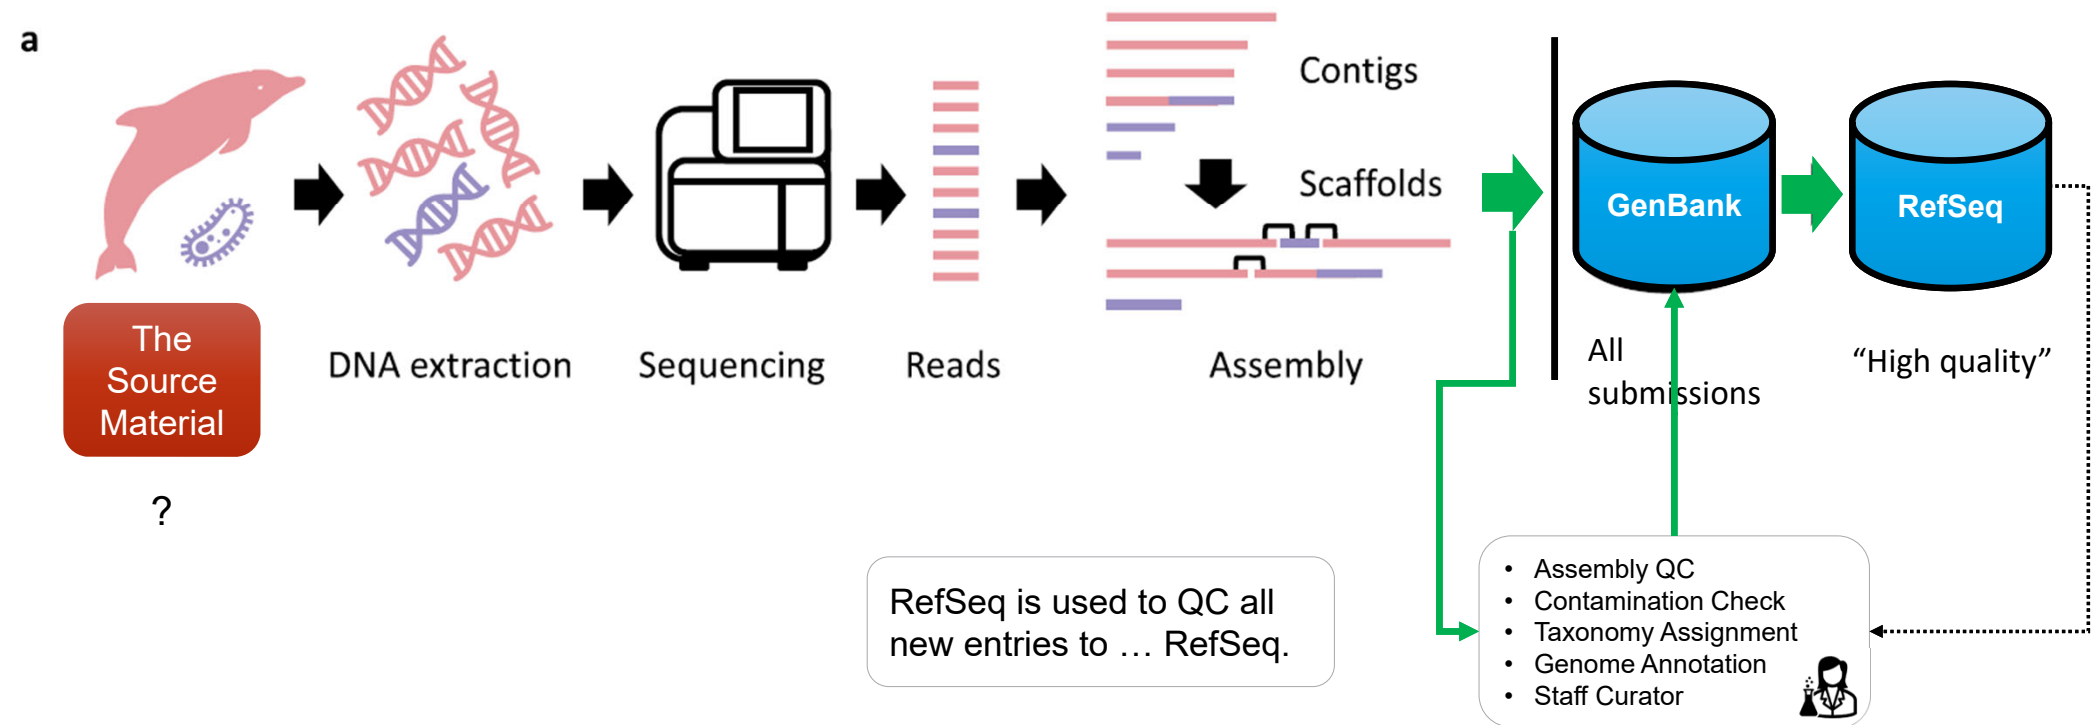 a
Contigs
Scaffolds
GenBank
RefSeq
The
Source
Material
DNA extraction
Sequencing
Reads
Assembly
All
submissions
“High quality”
?
RefSeq is used to QC all
new entries to … RefSeq.
• Assembly QC
• Contamination Check
• Taxonomy Assignment
• Genome Annotation
• Staff Curator